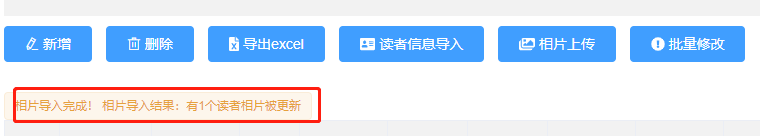 新增 删除 导出excel 读者信息导入 相片上传 批量修改
相片导入完成！ 相片导入结果：有1个读者相片被更新